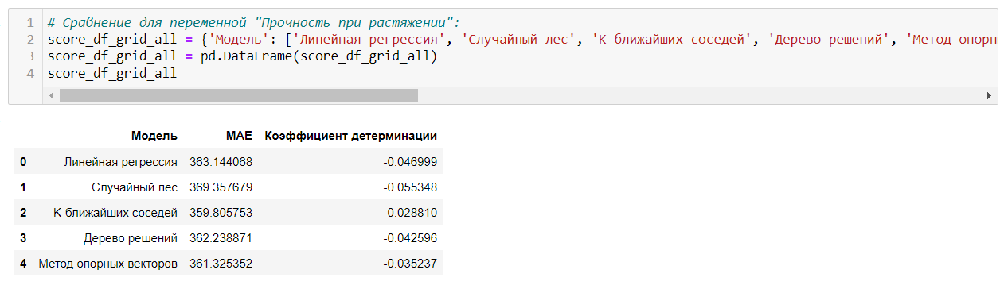 1 # Сравнение для переменной "Прочность при растяжении":
2 score_df_grid_all = {'Модель': ['Линейная регрессия', 'Случайный лес', 'К-ближайших соседей', 'Дерево решений', 'Метод опорн
3 score_df_grid_all = pd.DataFrame(score_df_grid_all)
4 score_df_grid_all
Модель MAE Коэффициент детерминации
0 Линейная регрессия 363.144068 -0.046999
1 Случайный лес 369.357679 -0.055348
2 К-ближайших соседей 359.805753 -0.028810
3 Дерево решений 362.238871 -0.042596
4 Метод опорных векторов 361.325352 -0.035237